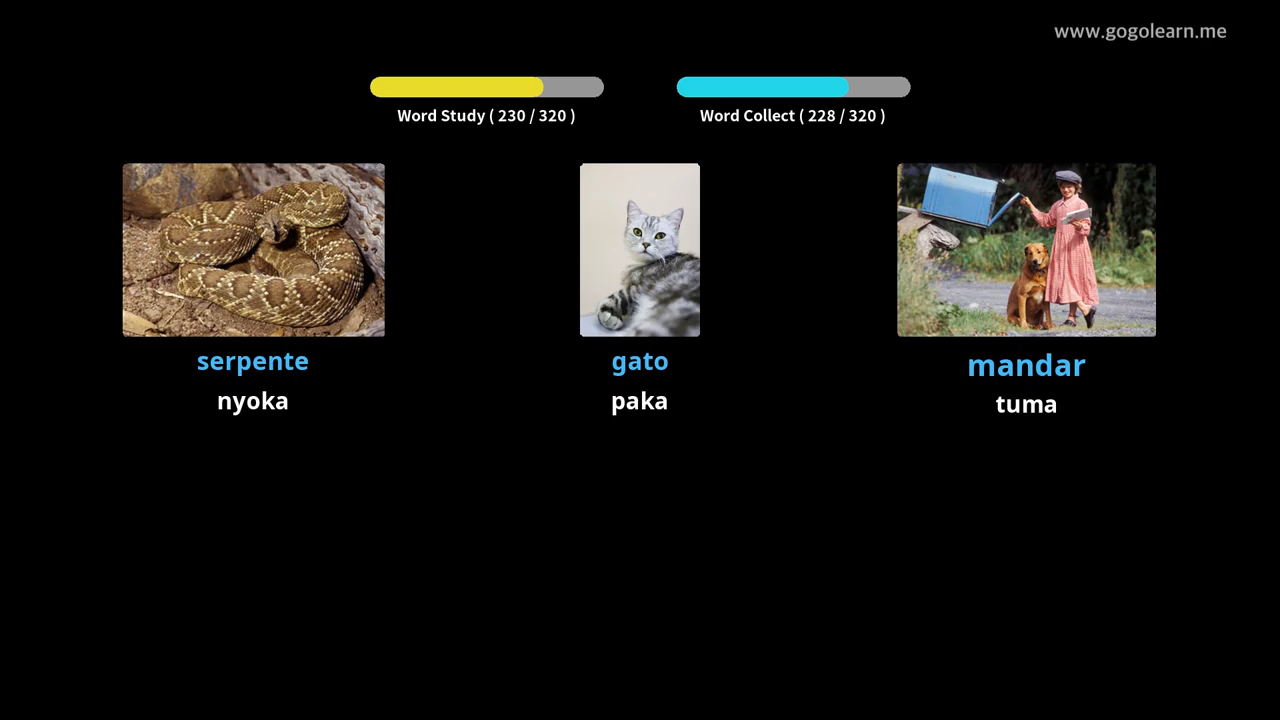 www.gogolearn.me
Word Study ( 230 / 320 )
Word Collect ( 228 / 320 )
serpente
nyoka
gato
paka
mandar
tuma